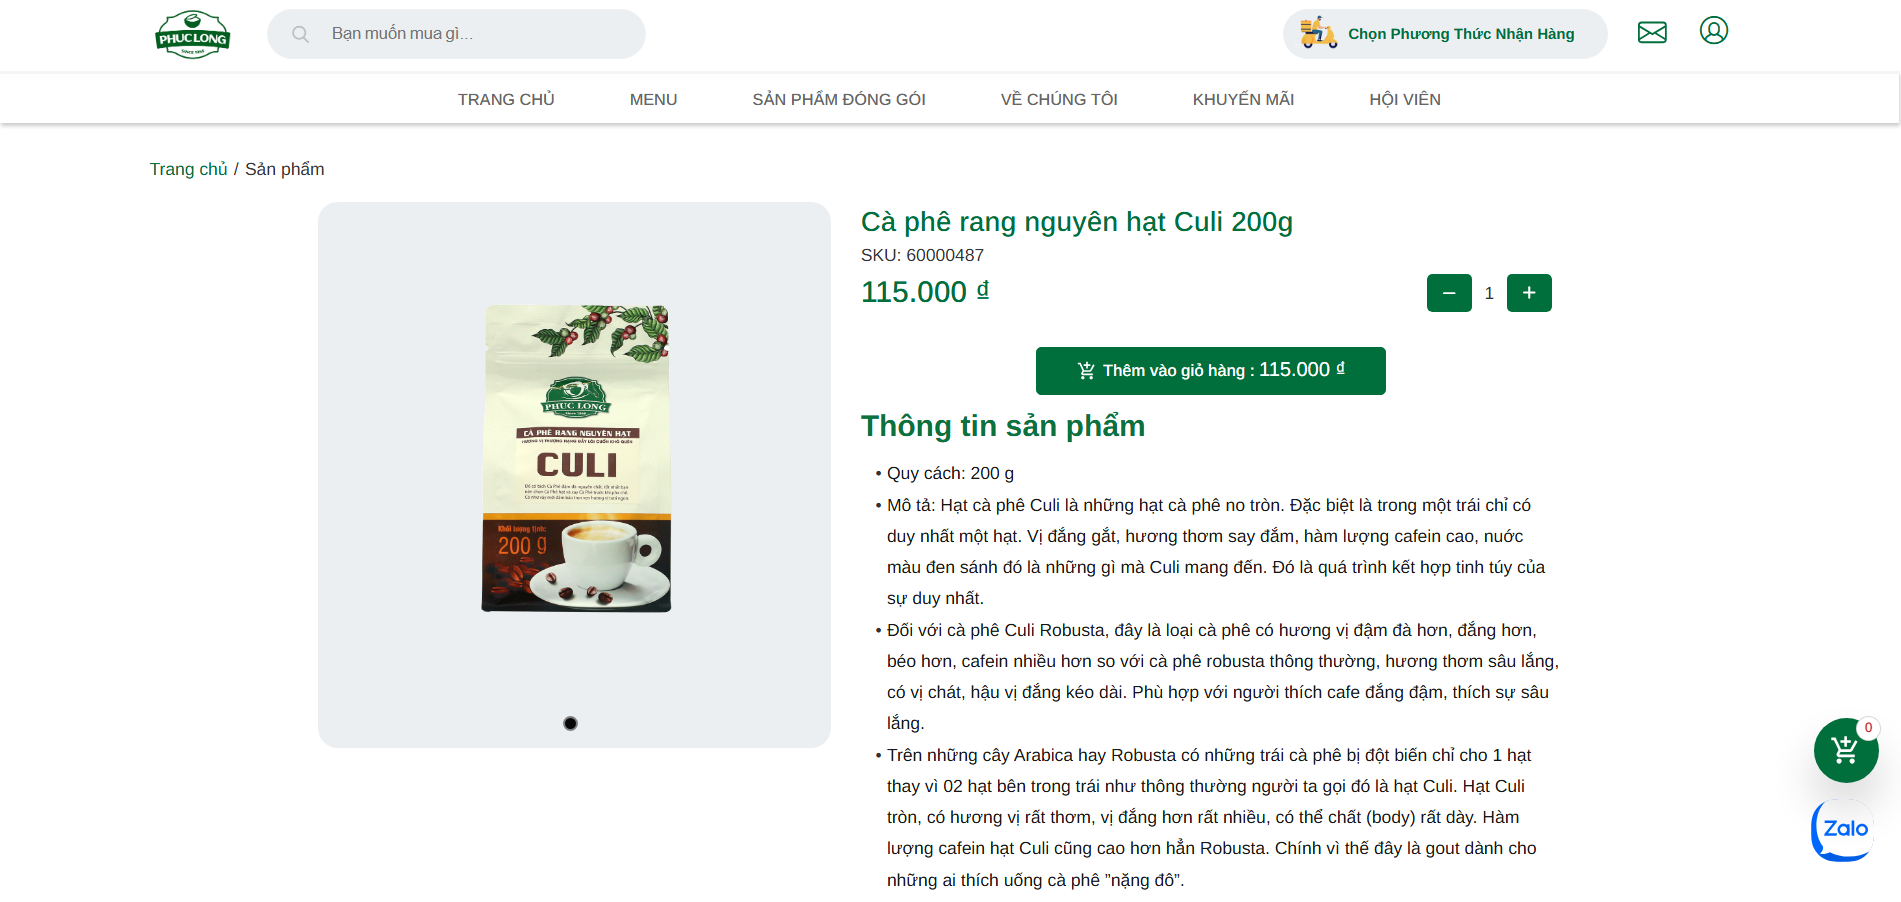 PHUC LONG
SINCE 1968
Bạn muốn mua gì...
Chọn Phương Thức Nhận Hàng
TRANG CHỦ
MENU
SẢN PHẨM ĐÓNG GÓI
VỀ CHÚNG TÔI
KHUYẾN MÃI
HỘI VIÊN
Trang chủ / Sản phẩm
PHUC LONG
Since 1968
CÀ PHÊ RANG NGUYÊN HẠT
CULI
Khối lượng tịnh:
200 g
Cà phê rang nguyên hạt Culi 200g
SKU: 60000487
115.000 ₫
− 1 +
Thêm vào giỏ hàng : 115.000 ₫
Thông tin sản phẩm
• Quy cách: 200 g
• Mô tả: Hạt cà phê Culi là những hạt cà phê no tròn. Đặc biệt là trong một trái chỉ có
duy nhất một hạt. Vị đắng gắt, hương thơm say đắm, hàm lượng cafein cao, nước
màu đen sánh đó là những gì mà Culi mang đến. Đó là quá trình kết hợp tinh túy của
sự duy nhất.
• Đối với cà phê Culi Robusta, đây là loại cà phê có hương vị đậm đà hơn, đắng hơn,
béo hơn, cafein nhiều hơn so với cà phê robusta thông thường, hương thơm sâu lắng,
có vị chát, hậu vị đắng kéo dài. Phù hợp với người thích cafe đắng đậm, thích sự sâu
lắng.
• Trên những cây Arabica hay Robusta có những trái cà phê bị đột biến chỉ cho 1 hạt
thay vì 02 hạt bên trong trái như thông thường người ta gọi đó là hạt Culi. Hạt Culi
tròn, có hương vị rất thơm, vị đắng hơn rất nhiều, có thể chất (body) rất dày. Hàm
lượng cafein hạt Culi cũng cao hơn hẳn Robusta. Chính vì thế đây là gout dành cho
những ai thích uống cà phê ”nặng đô”.
0
Zalo